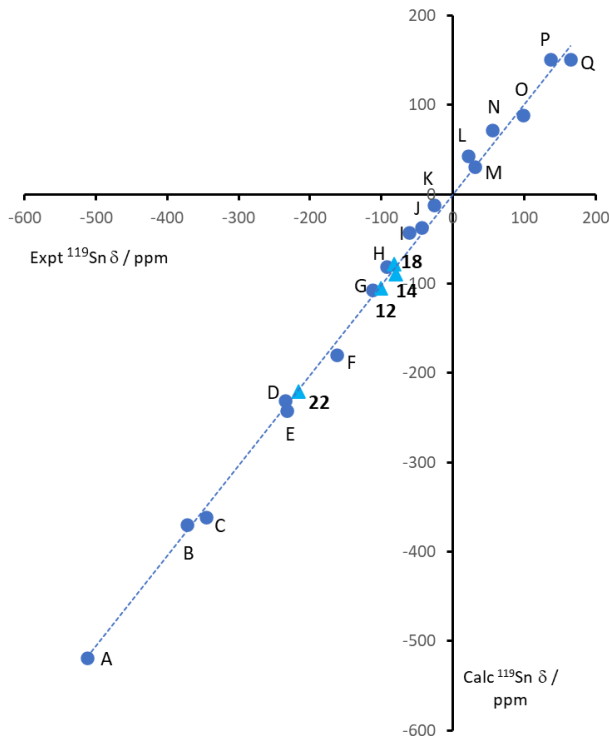 200
P
Q
100
O
N
L
M
K
0
-600
-500
-400
-300
-200
-100
0
100
200
J
I
Expt ¹¹⁹Sn δ / ppm
H
18
G
-100
14
12
F
-200
D
22
E
-300
C
B
-400
-500
A
Calc ¹¹⁹Sn δ /
ppm
-600